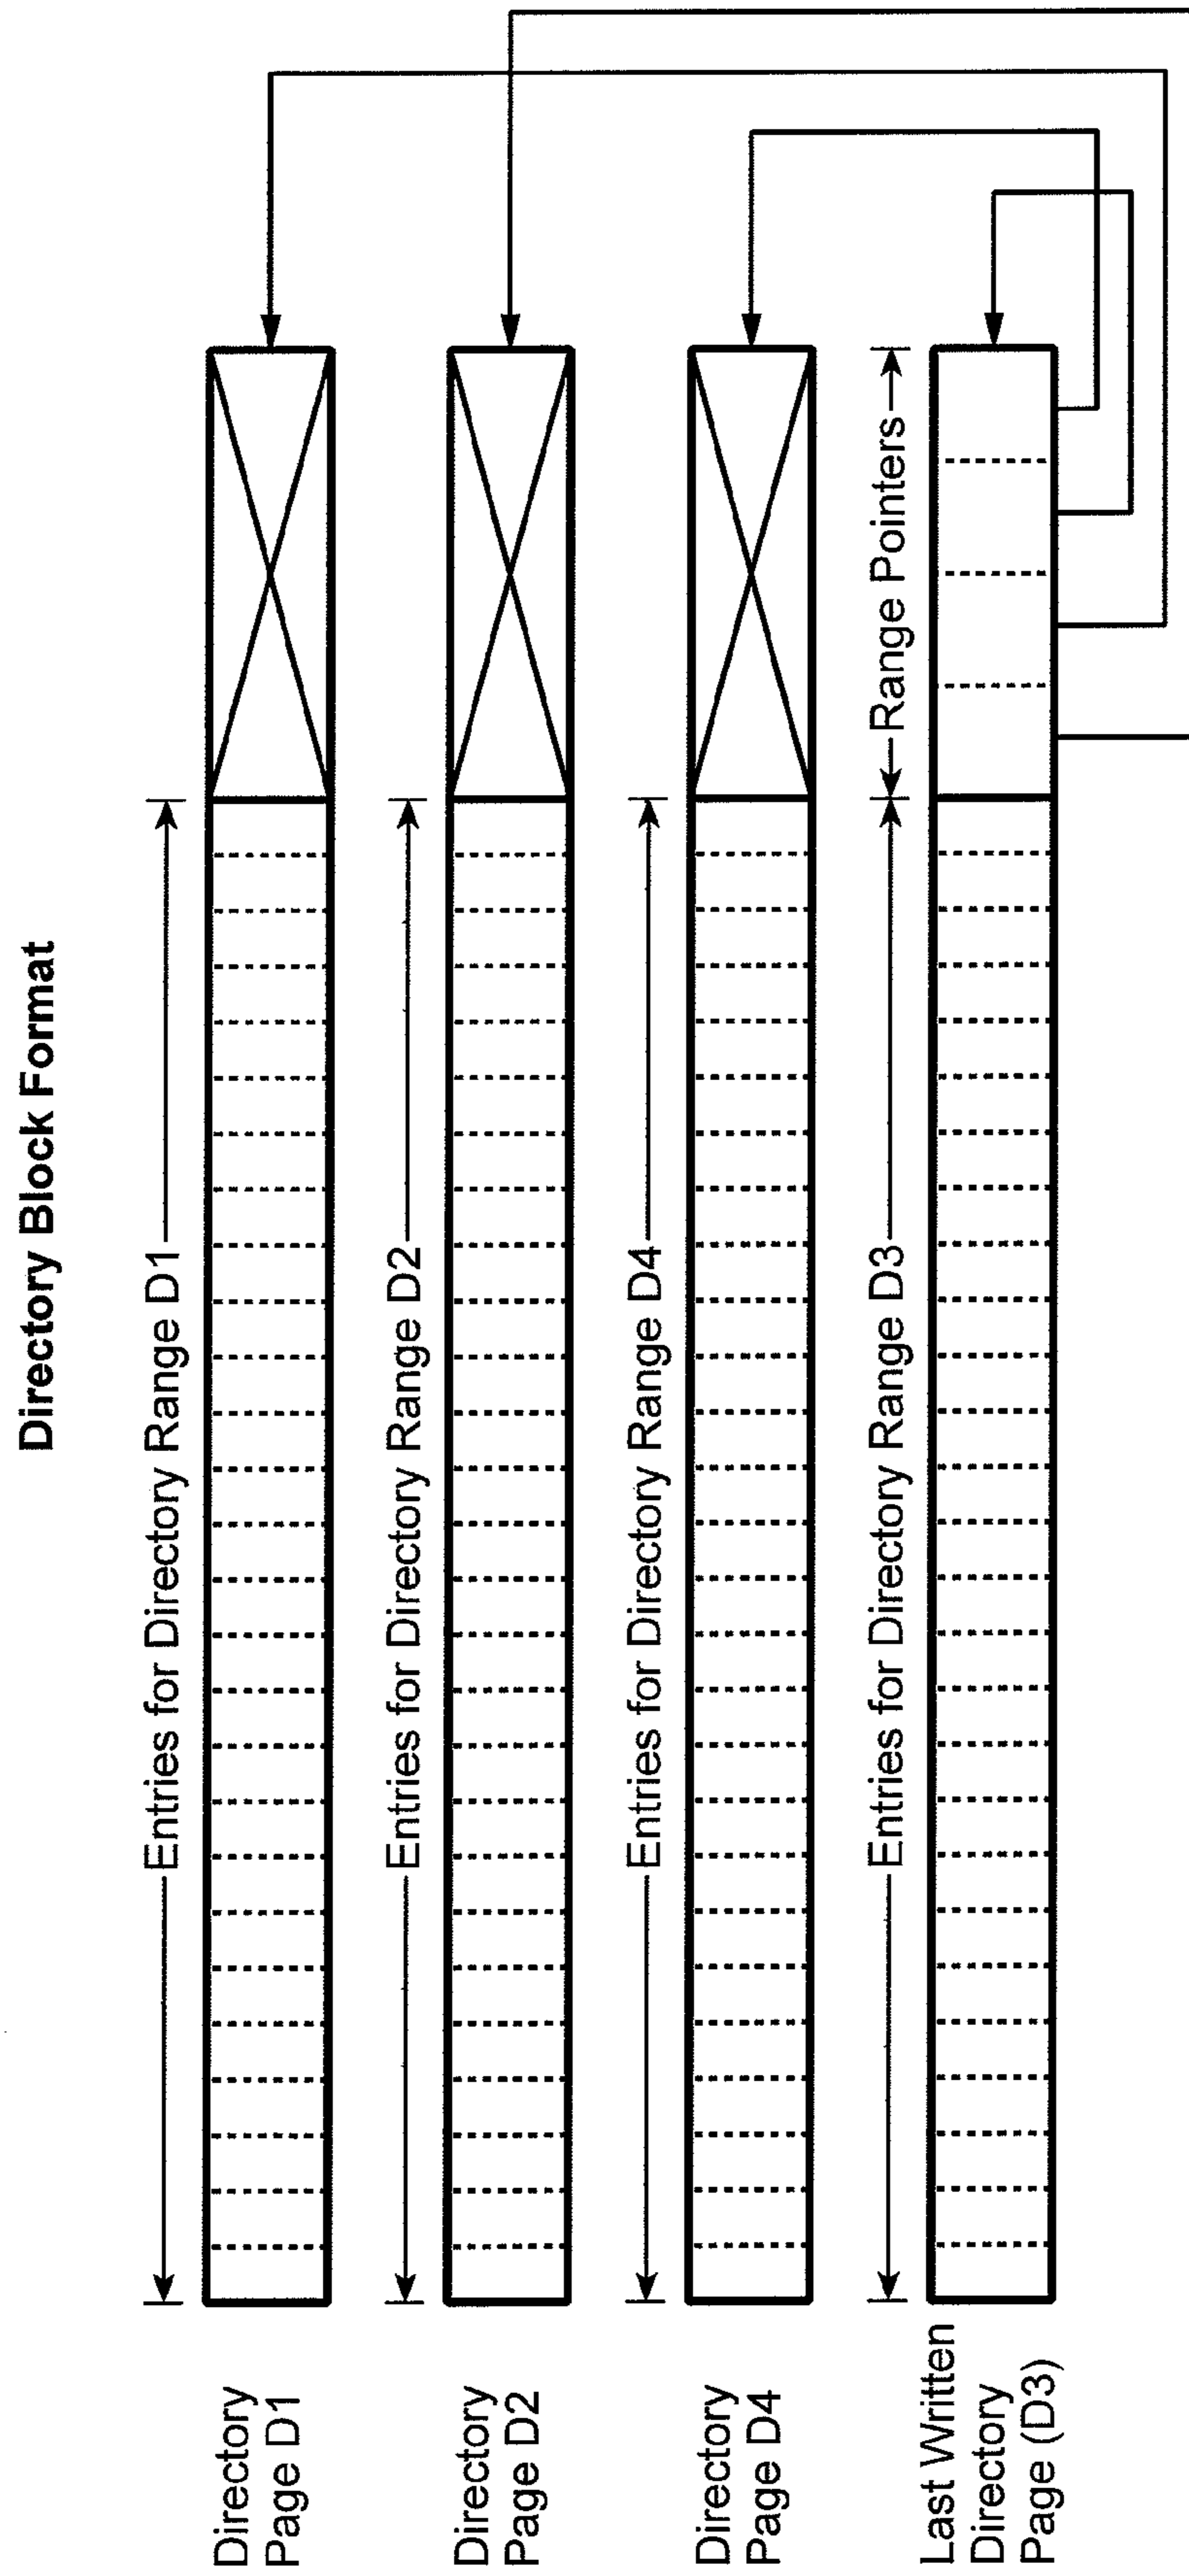 Directory Block Format
Entries for Directory Range D1
Directory
Page D1
Entries for Directory Range D2
Directory
Page D2
Entries for Directory Range D4
Directory
Page D4
Entries for Directory Range D3
Range Pointers
Last Written
Directory
Page (D3)